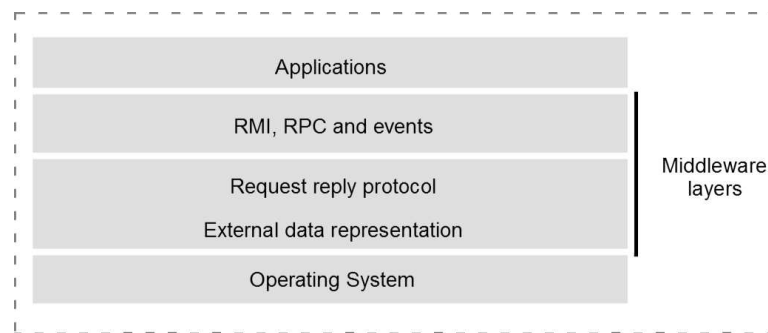 Applications
RMI, RPC and events
Request reply protocol
External data representation
Operating System
Middleware
layers